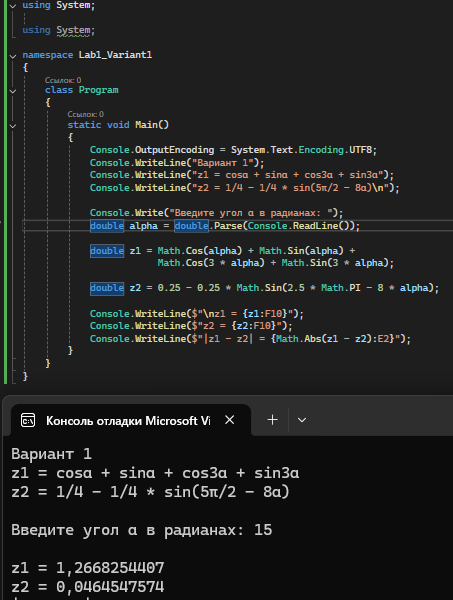 using System;
using System;
namespace Lab1_Variant1
{
Ссылок: 0
class Program
{
Ссылок: 0
static void Main()
{
Console.OutputEncoding = System.Text.Encoding.UTF8;
Console.WriteLine("Вариант 1");
Console.WriteLine("z1 = cosα + sinα + cos3α + sin3α");
Console.WriteLine("z2 = 1/4 - 1/4 * sin(5π/2 - 8α)\n");
Console.Write("Введите угол α в радианах: ");
double alpha = double.Parse(Console.ReadLine());
double z1 = Math.Cos(alpha) + Math.Sin(alpha) +
Math.Cos(3 * alpha) + Math.Sin(3 * alpha);
double z2 = 0.25 - 0.25 * Math.Sin(2.5 * Math.PI - 8 * alpha);
Console.WriteLine($"\nz1 = {z1:F10}");
Console.WriteLine($"z2 = {z2:F10}");
Console.WriteLine($"|z1 - z2| = {Math.Abs(z1 - z2):E2}");
}
}
}
Консоль отладки Microsoft Vi
Вариант 1
z1 = cosα + sinα + cos3α + sin3α
z2 = 1/4 - 1/4 * sin(5π/2 - 8α)
Введите угол α в радианах: 15
z1 = 1,2668254407
z2 = 0,0464547574